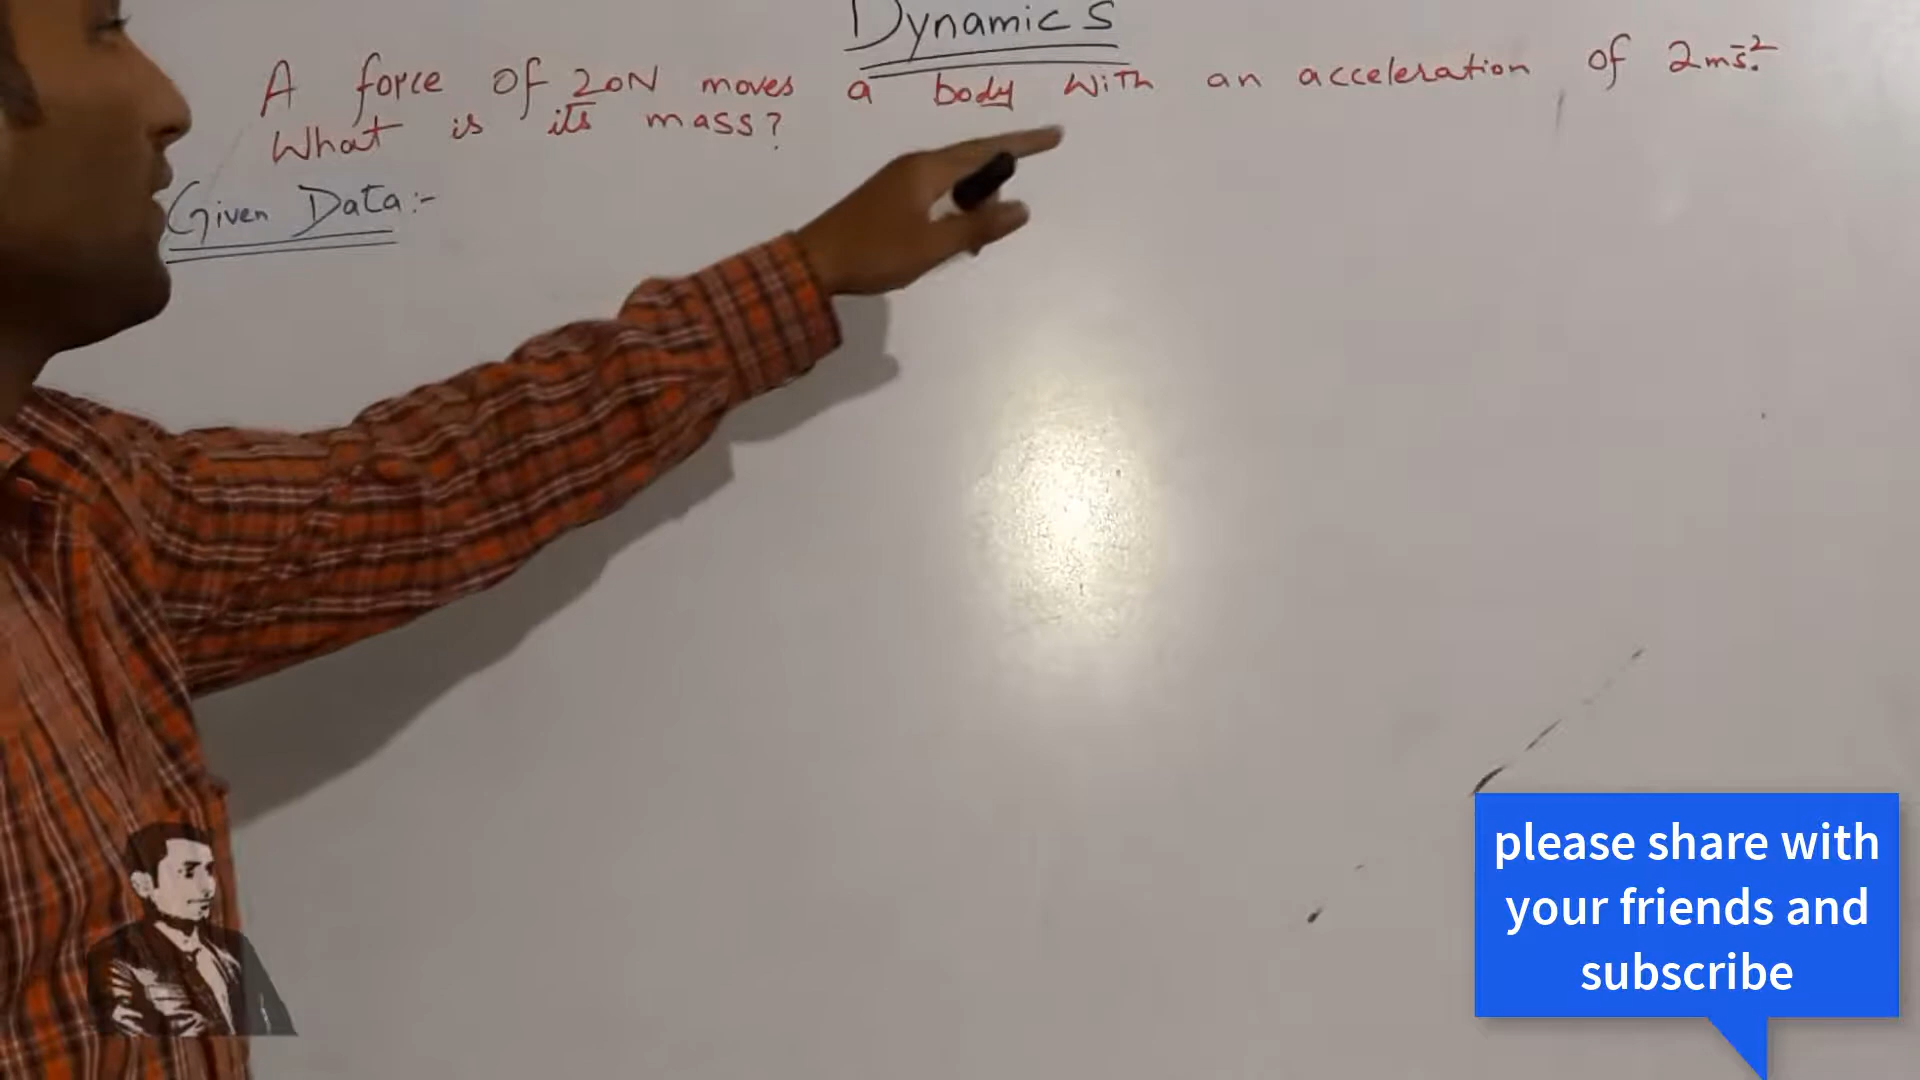 Dynamics
A force of 20N moves a body with an acceleration of 2ms⁻².
What is its mass?
Given Data:-
please share with
your friends and
subscribe